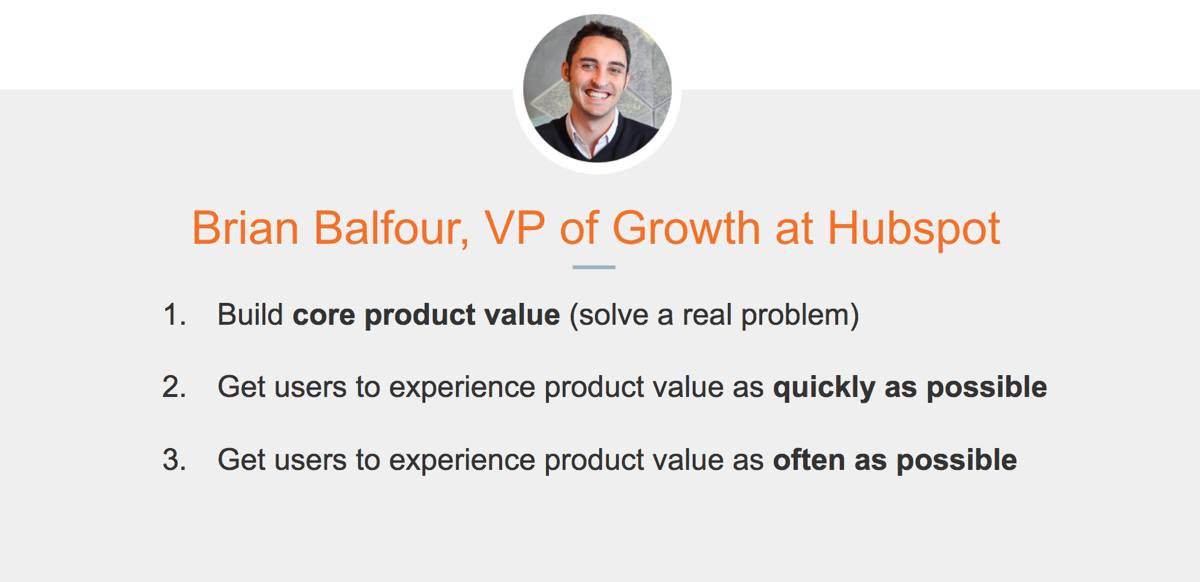 Brian Balfour, VP of Growth at Hubspot
1. Build core product value (solve a real problem)
2. Get users to experience product value as quickly as possible
3. Get users to experience product value as often as possible